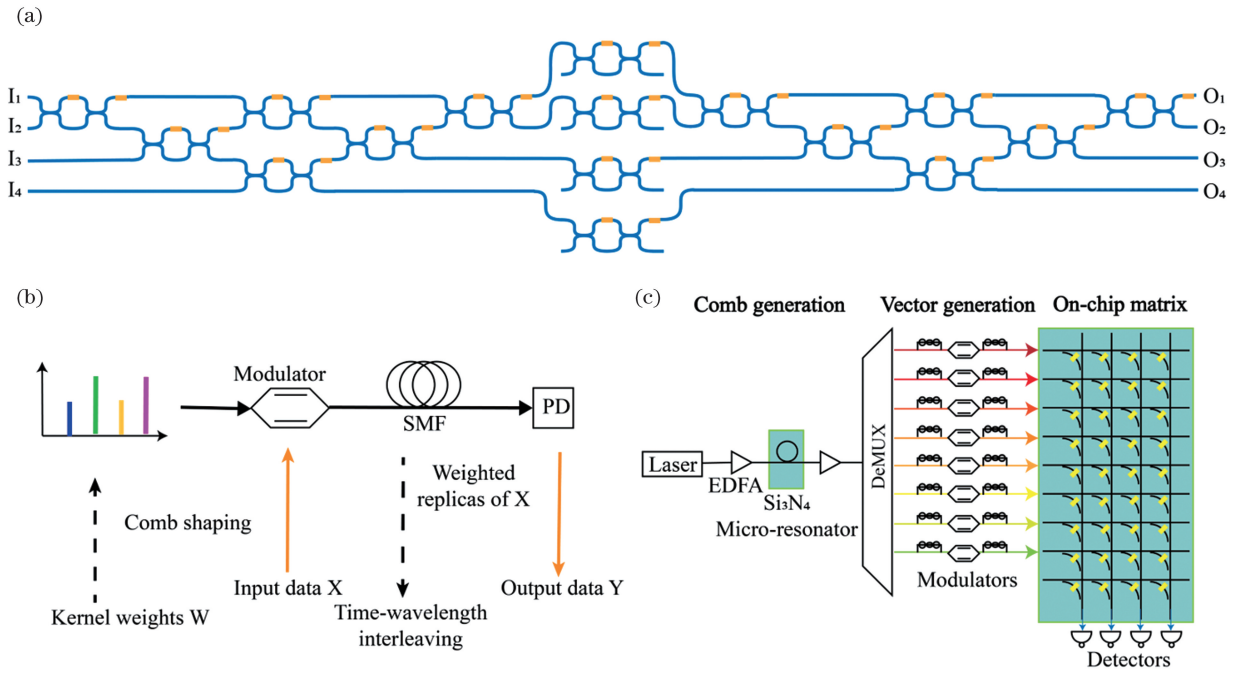 (a)
I₁
I₂
I₃
I₄
O₁
O₂
O₃
O₄
(b)
Modulator
SMF
PD
Weighted
replicas of X
Comb shaping
Input data X
Output data Y
Kernel weights W
Time-wavelength
interleaving
(c)
Comb generation
Vector generation
On-chip matrix
Laser
EDFA
Si₃N₄
Micro-resonator
DeMUX
Modulators
Detectors